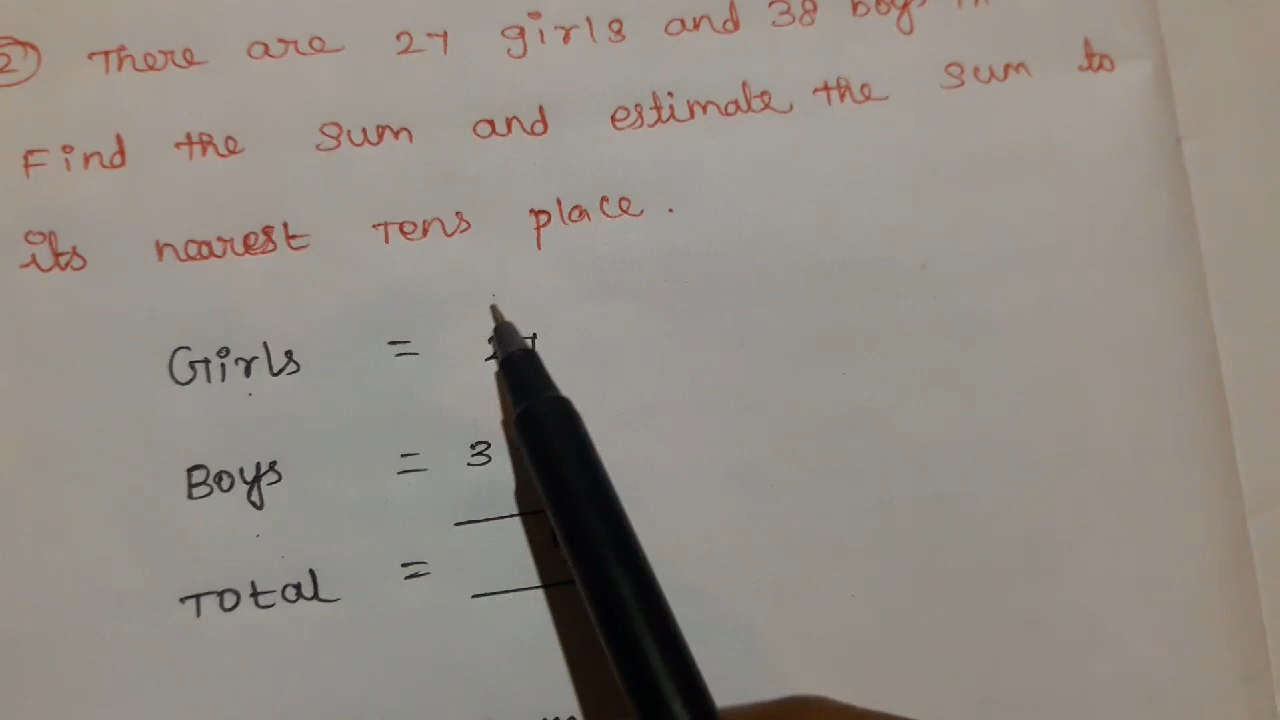 2) There are 27 girls and 38 boys
Find the sum and estimate the sum to
its nearest Tens place.
Girls =
Boys = 3
Total =